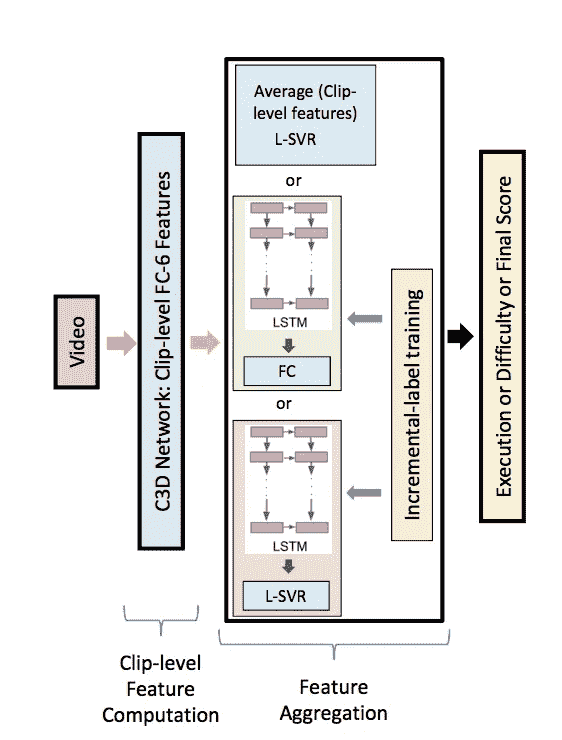 Video
C3D Network: Clip-level FC-6 Features
Average (Clip-
level features)
L-SVR
or
LSTM
FC
or
LSTM
L-SVR
Incremental-label training
Execution or Difficulty or Final Score
Clip-level
Feature
Computation
Feature
Aggregation